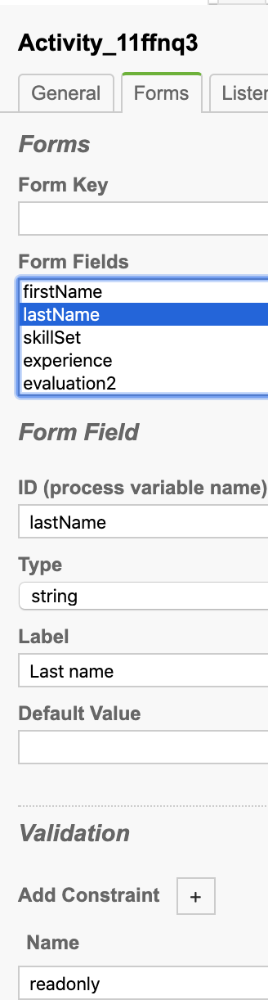 Activity_11ffnq3
General Forms
Forms
Form Key
Form Fields
firstName
lastName
skillSet
experience
evaluation2
Form Field
ID (process variable name)
lastName
Type
string
Label
Last name
Default Value
Validation
Add Constraint +
Name
readonly